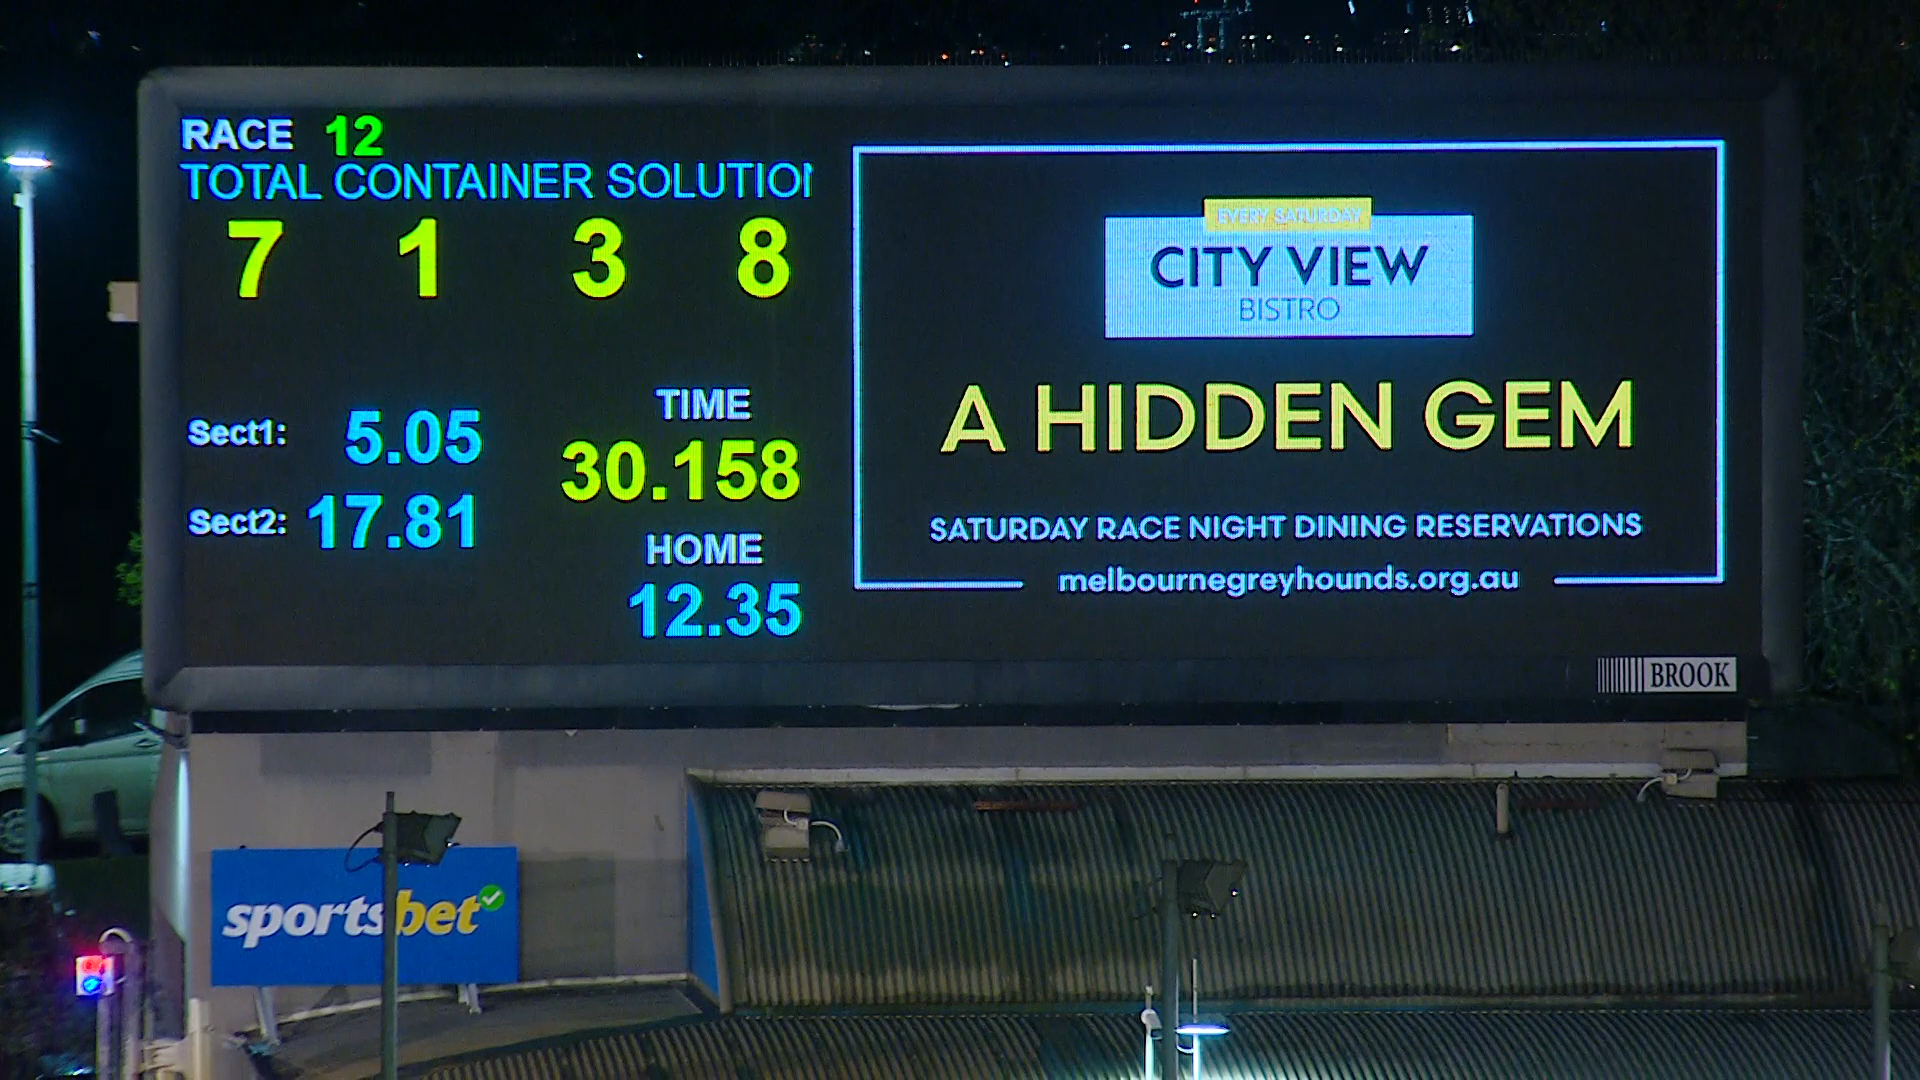 RACE 12
TOTAL CONTAINER SOLUTION
7 1 3 8
Sect1: 5.05
Sect2: 17.81
TIME
30.158
HOME
12.35
EVERY SATURDAY
CITY VIEW
BISTRO
A HIDDEN GEM
SATURDAY RACE NIGHT DINING RESERVATIONS
melbournegreyhounds.org.au
BROOK
sportsbet